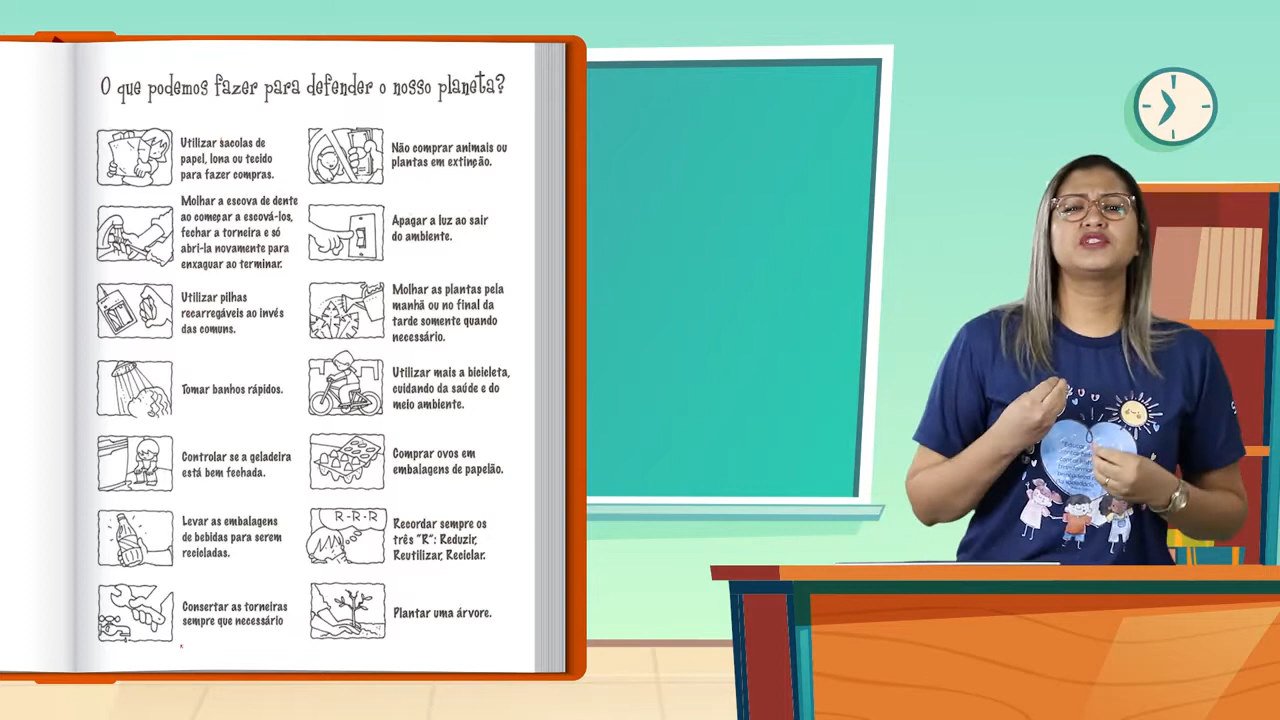 O que podemos fazer para defender o nosso planeta?
Utilizar sacolas de
papel, lona ou tecido
para fazer compras.
Molhar a escova de dente
ao começar a escová-los,
fechar a torneira e só
abri-la novamente para
enxaguar ao terminar.
Utilizar pilhas
recarregáveis ao invés
das comuns.
Tomar banhos rápidos.
Controlar se a geladeira
está bem fechada.
Levar as embalagens
de bebidas para serem
recicladas.
Consertar as torneiras
sempre que necessário
Não comprar animais ou
plantas em extinção.
Apagar a luz ao sair
do ambiente.
Molhar as plantas pela
manhã ou no final da
tarde somente quando
necessário.
Utilizar mais a bicicleta,
cuidando da saúde e do
meio ambiente.
Comprar ovos em
embalagens de papelão.
R-R-R
Recordar sempre os
três "R": Reduzir,
Reutilizar, Reciclar.
Plantar uma árvore.